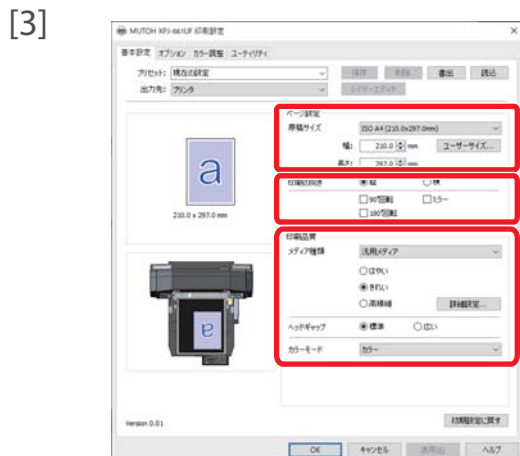 [3]
MUTOH XPJ-661UF 印刷設定
基本設定 オプション カラー調整 ユーティリティ
プリセット: 現在の設定 保存 削除 書出 読込
出力先: プリンタ レイヤーエディタ
ページ設定
原稿サイズ ISO A4 (210.0x297.0mm)
幅: 210.0 mm ユーザーサイズ...
高さ: 297.0 mm
印刷の向き 縦 横
90°回転 ミラー
180°回転
210.0 x 297.0 mm
印刷品質
メディア種類 汎用メディア
はやい
きれい
高精細 詳細設定...
ヘッドギャップ 標準 広い
カラーモード カラー
Version 0.01 初期設定に戻す
OK キャンセル ヘルプ